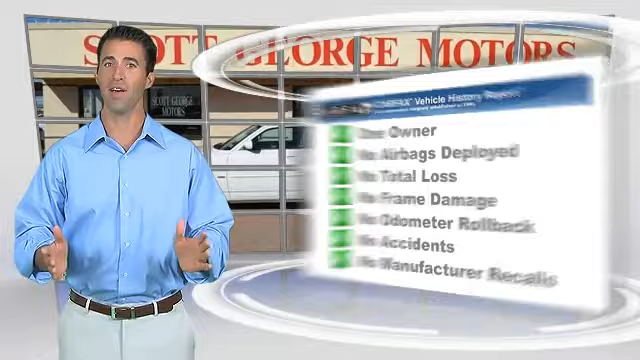 SCOTT GEORGE MOTORS
SCOTT GEORGE
MOTORS
Vehicle History Report
One Owner
No Airbags Deployed
No Total Loss
No Frame Damage
No Odometer Rollback
No Accidents
No Manufacturer Recalls